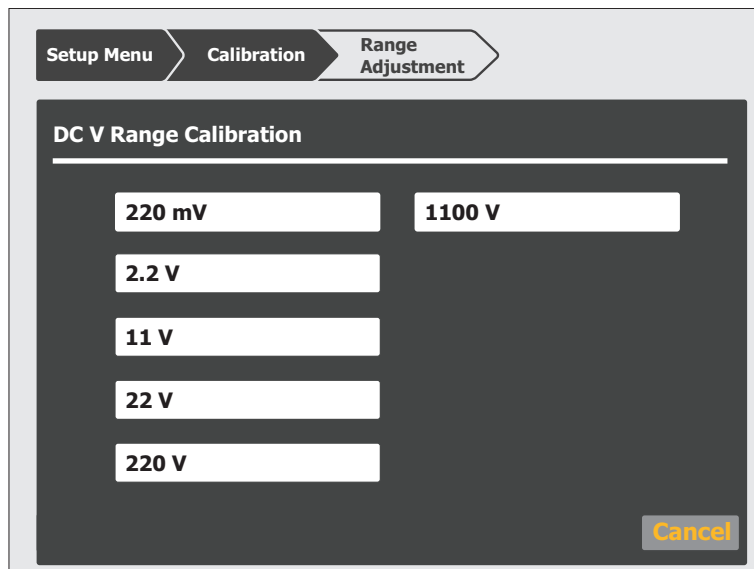 Setup Menu
Calibration
Range
Adjustment
DC V Range Calibration
220 mV
1100 V
2.2 V
11 V
22 V
220 V
Cancel